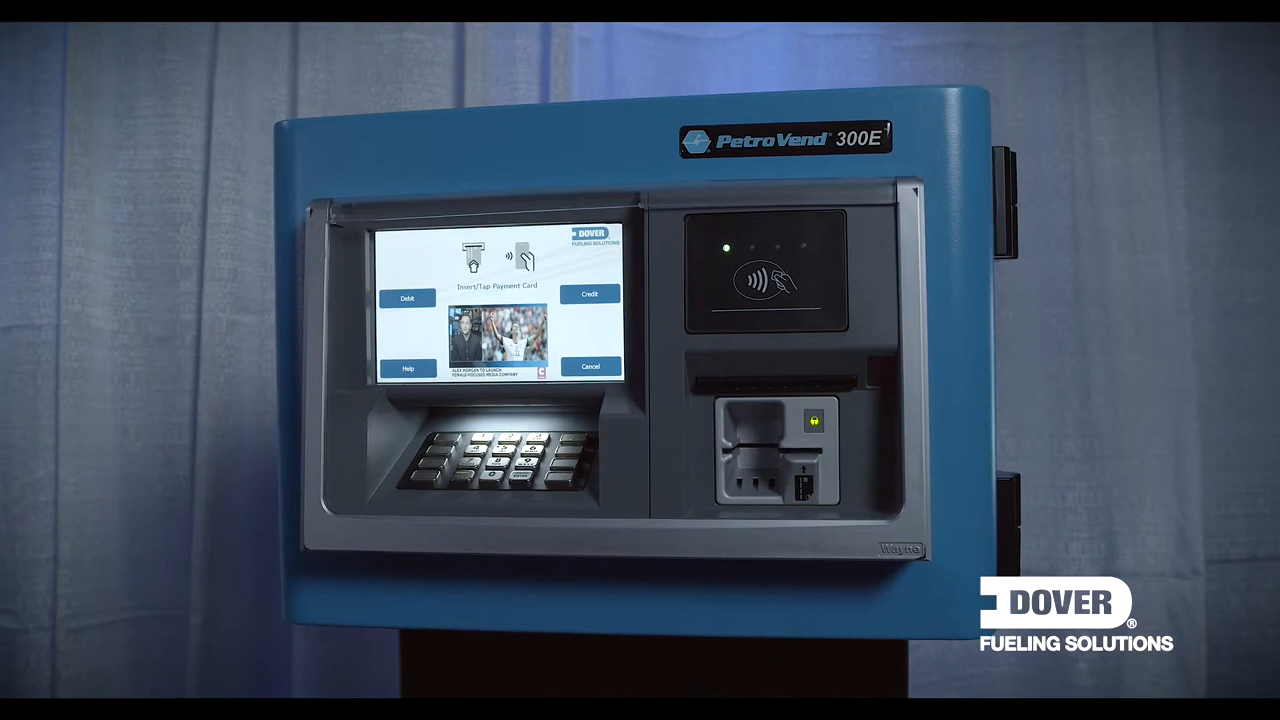 PetroVend® 300E
DOVER
FUELING SOLUTIONS
Insert/Tap Payment Card
Debit
Credit
Help
Cancel
ALEX MORGAN TO LAUNCH
FEMALE-FOCUSED MEDIA COMPANY
C
Wayne
DOVER®
FUELING SOLUTIONS